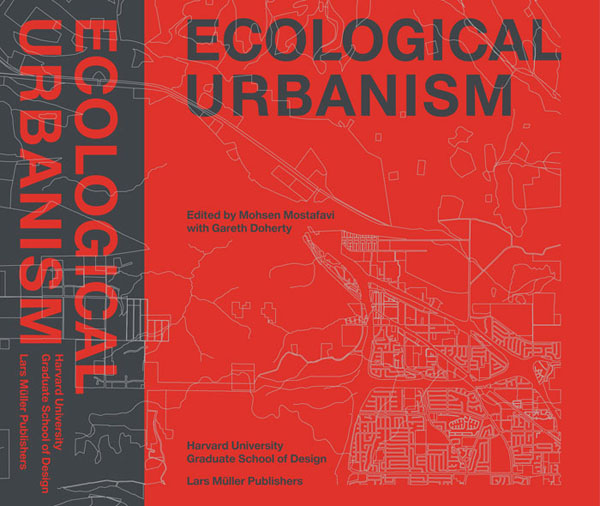 ECOLOGICAL
URBANISM
Harvard University
Graduate School of Design
Lars Müller Publishers
ECOLOGICAL
URBANISM
Edited by Mohsen Mostafavi
with Gareth Doherty
Harvard University
Graduate School of Design
Lars Müller Publishers